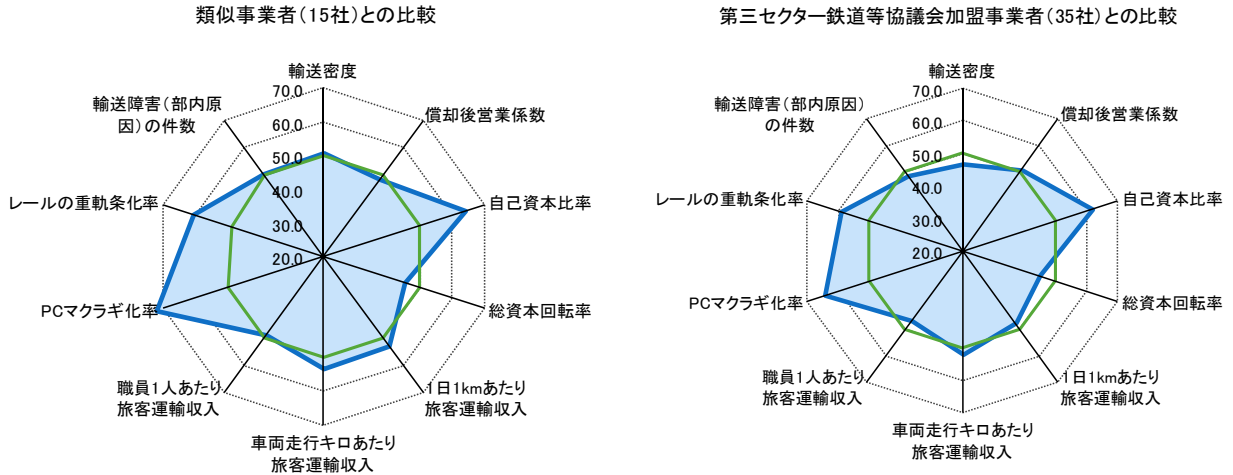 類似事業者（15社）との比較
輸送密度
償却後営業係数
自己資本比率
総資本回転率
1日1kmあたり
旅客運輸収入
車両走行キロあたり
旅客運輸収入
職員1人あたり
旅客運輸収入
PCマクラギ化率
レールの重軌条化率
輸送障害（部内原
因）の件数
70.0
60.0
50.0
40.0
30.0
20.0
第三セクター鉄道等協議会加盟事業者（35社）との比較
輸送密度
償却後営業係数
自己資本比率
総資本回転率
1日1kmあたり
旅客運輸収入
車両走行キロあたり
旅客運輸収入
職員1人あたり
旅客運輸収入
PCマクラギ化率
レールの重軌条化率
輸送障害（部内原因）
の件数
70.0
60.0
50.0
40.0
30.0
20.0